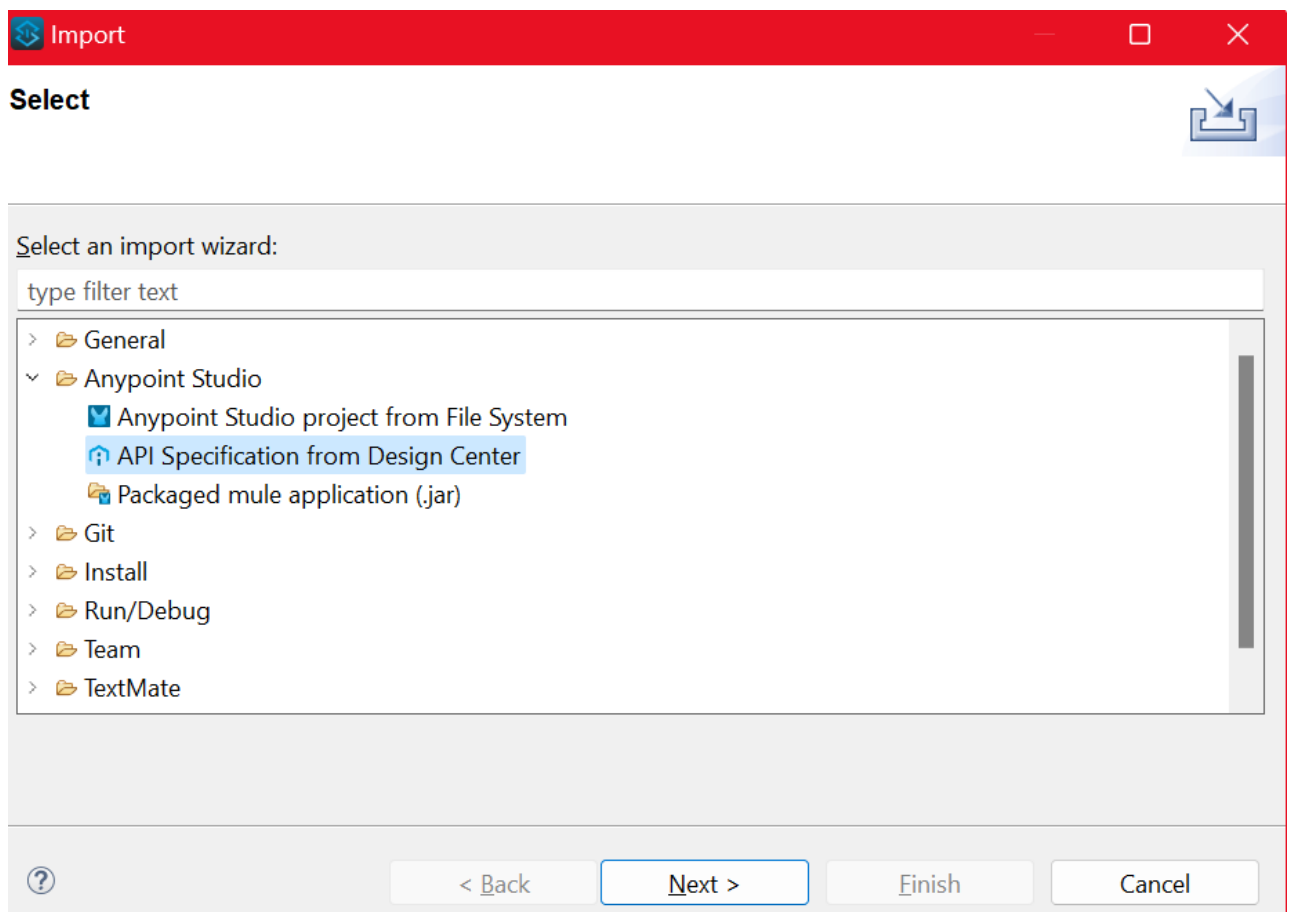 Import
Select
Select an import wizard:
type filter text
General
Anypoint Studio
Anypoint Studio project from File System
API Specification from Design Center
Packaged mule application (.jar)
Git
Install
Run/Debug
Team
TextMate
? < Back Next > Finish Cancel